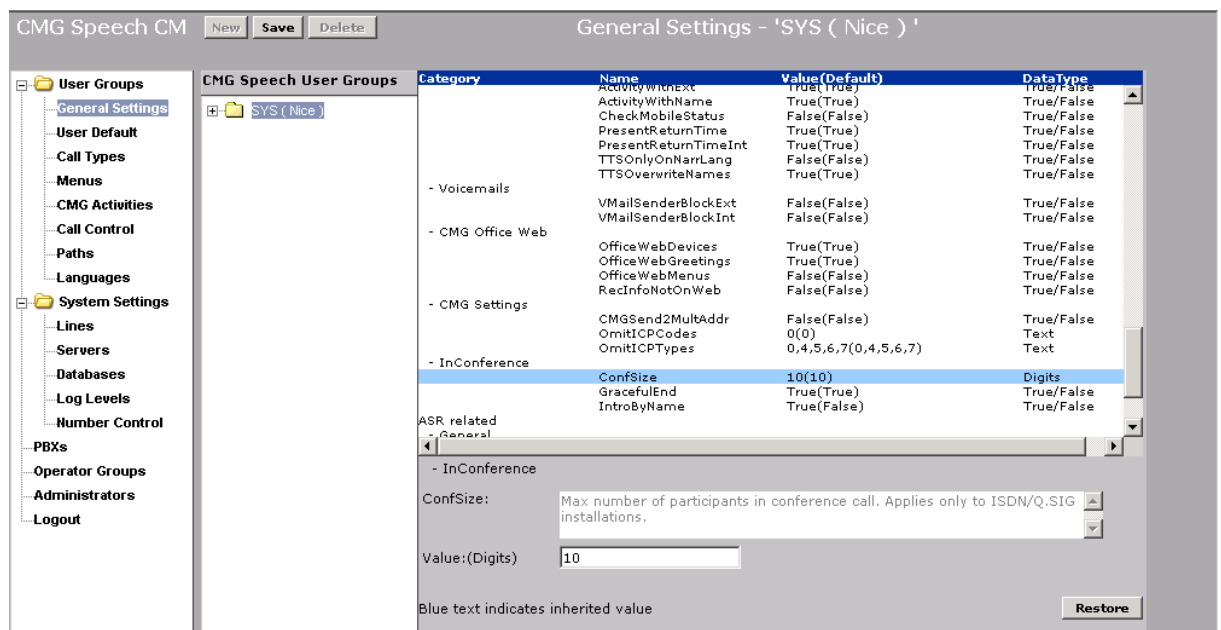 CMG Speech CM New Save Delete General Settings - 'SYS ( Nice ) '
User Groups
General Settings
User Default
Call Types
Menus
CMG Activities
Call Control
Paths
Languages
System Settings
Lines
Servers
Databases
Log Levels
Number Control
PBXs
Operator Groups
Administrators
Logout
CMG Speech User Groups
SYS ( Nice )
Category Name Value(Default) DataType
ActivityWithExt True(True) True/False
ActivityWithName True(True) True/False
CheckMobileStatus False(False) True/False
PresentReturnTime True(True) True/False
PresentReturnTimeInt True(True) True/False
TTSOnlyOnNarrLang False(False) True/False
TTSOverwriteNames True(True) True/False
- Voicemails
VMailSenderBlockExt False(False) True/False
VMailSenderBlockInt False(False) True/False
- CMG Office Web
OfficeWebDevices True(True) True/False
OfficeWebGreetings True(True) True/False
OfficeWebMenus False(False) True/False
RecInfoNotOnWeb False(False) True/False
- CMG Settings
CMGSend2MultAddr False(False) True/False
OmitICPCodes 0(0) Text
OmitICPTypes 0,4,5,6,7(0,4,5,6,7) Text
- InConference
ConfSize 10(10) Digits
GracefulEnd True(True) True/False
IntroByName True(False) True/False
ASR related
- General
- InConference
ConfSize: Max number of participants in conference call. Applies only to ISDN/Q.SIG
installations.
Value:(Digits) 10
Blue text indicates inherited value Restore